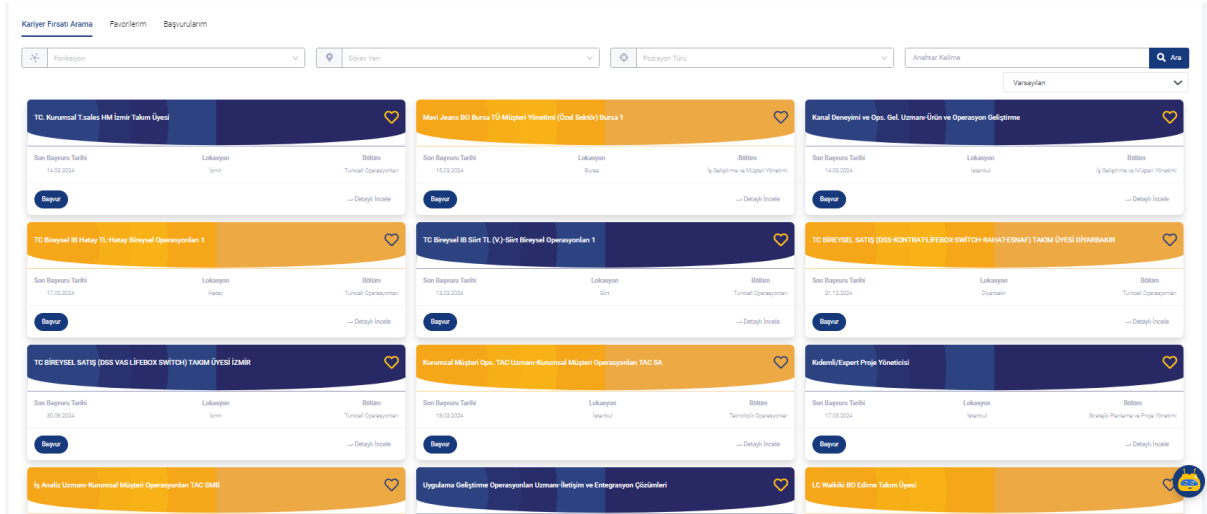 Kariyer Fırsatı Arama Favorilerim Başvurularım
Fonksiyon Görev Yeri Pozisyon Türü Anahtar Kelime Ara
Varsayılan
TC. Kurumsal T.sales HM İzmir Takım Üyesi
Son Başvuru Tarihi Lokasyon Bölüm
14.03.2024 İzmir Turkcell Operasyonları
Başvur Detaylı İncele
Mavi Jeans BO Bursa TÜ-Müşteri Yönetimi (Özel Sektör) Bursa 1
Son Başvuru Tarihi Lokasyon Bölüm
15.03.2024 Bursa İş Geliştirme ve Müşteri Yönetimi
Başvur Detaylı İncele
Kanal Deneyimi ve Ops. Gel. Uzmanı-Ürün ve Operasyon Geliştirme
Son Başvuru Tarihi Lokasyon Bölüm
14.03.2024 İstanbul İş Geliştirme ve Müşteri Yönetimi
Başvur Detaylı İncele
TC Bireysel IB Hatay TL-Hatay Bireysel Operasyonları 1
Son Başvuru Tarihi Lokasyon Bölüm
17.03.2024 Hatay Turkcell Operasyonları
Başvur Detaylı İncele
TC Bireysel IB Siirt TL (V.)-Siirt Bireysel Operasyonları 1
Son Başvuru Tarihi Lokasyon Bölüm
13.03.2024 Siirt Turkcell Operasyonları
Başvur Detaylı İncele
TC BİREYSEL SATIŞ (DSS-KONTRAT-LİFEBOX-SWİTCH-RAHAT-ESNAF) TAKIM ÜYESİ DİYARBAKIR
Son Başvuru Tarihi Lokasyon Bölüm
31.12.2024 Diyarbakır Turkcell Operasyonları
Başvur Detaylı İncele
TC BİREYSEL SATIŞ (DSS VAS LİFEBOX SWİTCH) TAKIM ÜYESİ İZMİR
Son Başvuru Tarihi Lokasyon Bölüm
30.06.2024 İzmir Turkcell Operasyonları
Başvur Detaylı İncele
Kurumsal Müşteri Ops. TAC Uzmanı-Kurumsal Müşteri Operasyonları TAC SA
Son Başvuru Tarihi Lokasyon Bölüm
15.03.2024 İstanbul Teknolojik Operasyonlar
Başvur Detaylı İncele
Kıdemli/Expert Proje Yöneticisi
Son Başvuru Tarihi Lokasyon Bölüm
17.03.2024 İstanbul Stratejik Planlama ve Proje Yönetimi
Başvur Detaylı İncele
İş Analiz Uzmanı-Kurumsal Müşteri Operasyonları TAC SMB
Uygulama Geliştirme Operasyonları Uzmanı-İletişim ve Entegrasyon Çözümleri
LC Waikiki BO Edirne Takım Üyesi